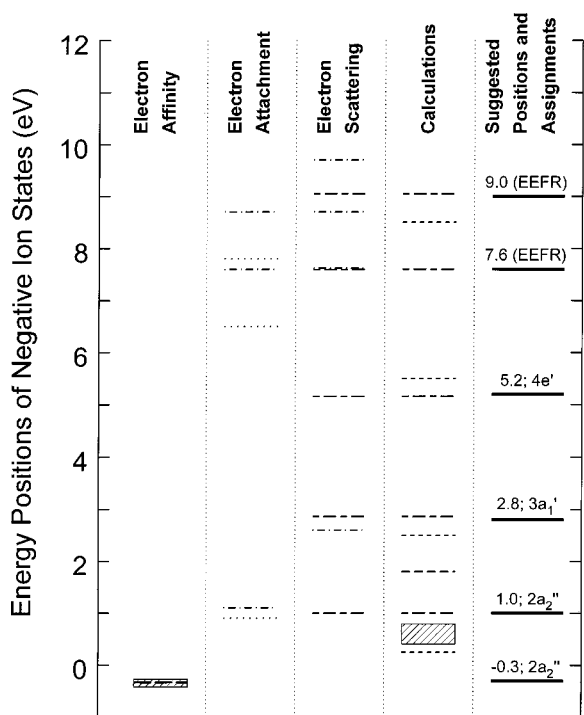 Energy Positions of Negative Ion States (eV)
12
10
8
6
4
2
0
Electron
Affinity
Electron
Attachment
Electron
Scattering
Calculations
Suggested
Positions and
Assignments
9.0 (EEFR)
7.6 (EEFR)
5.2; 4e'
2.8; 3a₁'
1.0; 2a₂"
-0.3; 2a₂"